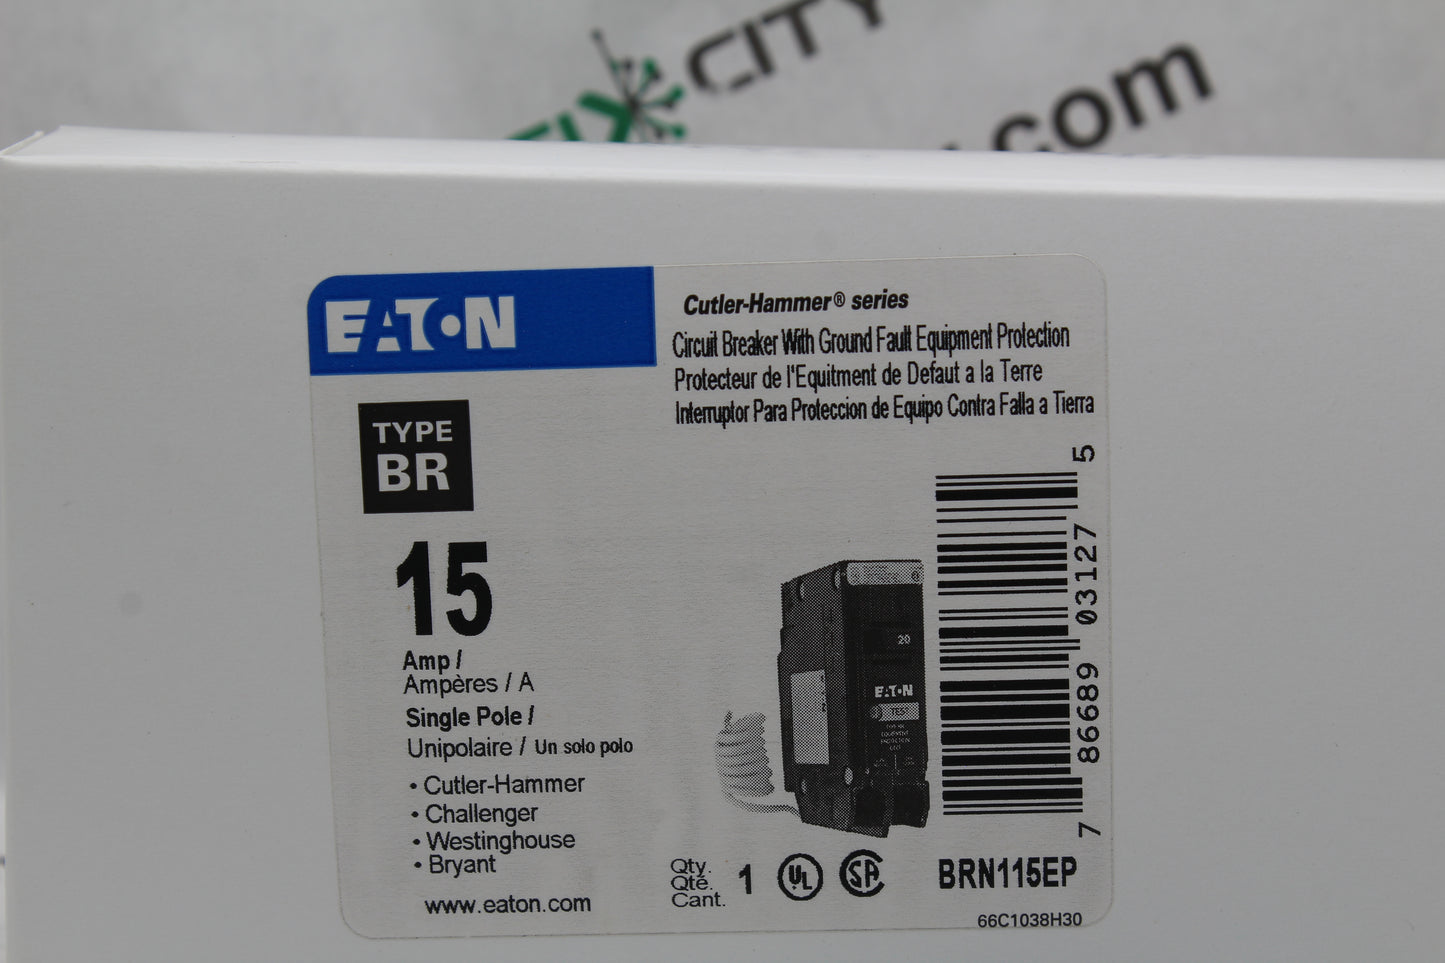 CITY
.com
EATON
Cutler-Hammer® series
Circuit Breaker With Ground Fault Equipment Protection
Protecteur de l'Equitment de Defaut a la Terre
Interruptor Para Proteccion de Equipo Contra Falla a Tierra
TYPE
BR
15
Amp /
Ampères / A
Single Pole /
Unipolaire / Un solo polo
• Cutler-Hammer
• Challenger
• Westinghouse
• Bryant
www.eaton.com
20
EATON
TEST
7 86689 03127 5
Qty.
Qté.
Cant.
1
UL
SA
BRN115EP
66C1038H30